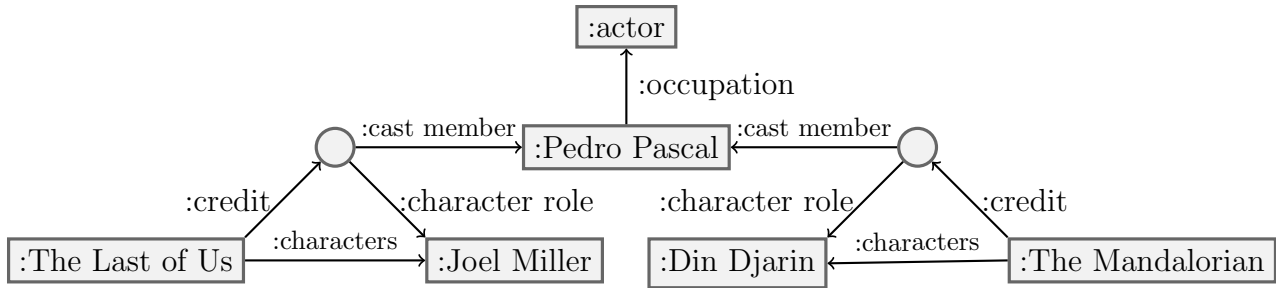 :actor
:occupation
:cast member
:Pedro Pascal
:cast member
:credit
:character role
:character role
:credit
:The Last of Us
:characters
:Joel Miller
:Din Djarin
:characters
:The Mandalorian